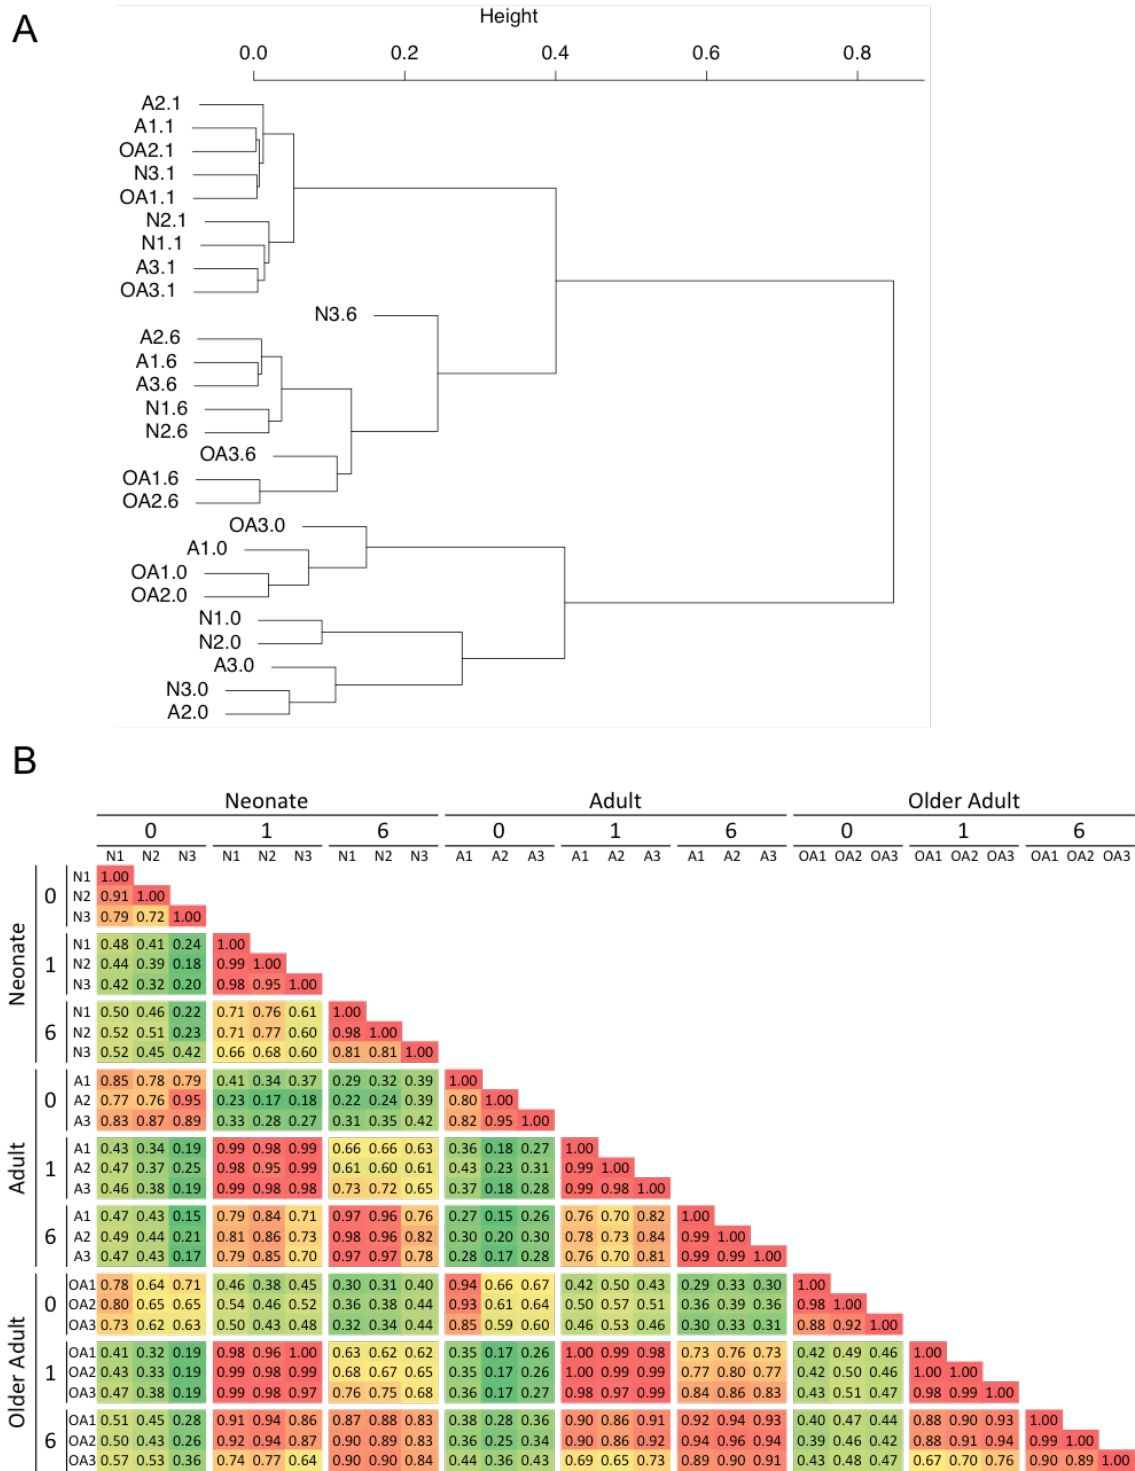 A
Height
0.0 0.2 0.4 0.6 0.8
A2.1
A1.1
OA2.1
N3.1
OA1.1
N2.1
N1.1
A3.1
OA3.1
N3.6
A2.6
A1.6
A3.6
N1.6
N2.6
OA3.6
OA1.6
OA2.6
OA3.0
A1.0
OA1.0
OA2.0
N1.0
N2.0
A3.0
N3.0
A2.0
B
Neonate Adult Older Adult
0 1 6 0 1 6 0 1 6
N1 N2 N3 N1 N2 N3 N1 N2 N3 A1 A2 A3 A1 A2 A3 A1 A2 A3 OA1 OA2 OA3 OA1 OA2 OA3 OA1 OA2 OA3
Neonate
0
N1 1.00
N2 0.91 1.00
N3 0.79 0.72 1.00
1
N1 0.48 0.41 0.24 1.00
N2 0.44 0.39 0.18 0.99 1.00
N3 0.42 0.32 0.20 0.98 0.95 1.00
6
N1 0.50 0.46 0.22 0.71 0.76 0.61 1.00
N2 0.52 0.51 0.23 0.71 0.77 0.60 0.98 1.00
N3 0.52 0.45 0.42 0.66 0.68 0.60 0.81 0.81 1.00
Adult
0
A1 0.85 0.78 0.79 0.41 0.34 0.37 0.29 0.32 0.39 1.00
A2 0.77 0.76 0.95 0.23 0.17 0.18 0.22 0.24 0.39 0.80 1.00
A3 0.83 0.87 0.89 0.33 0.28 0.27 0.31 0.35 0.42 0.82 0.95 1.00
1
A1 0.43 0.34 0.19 0.99 0.98 0.99 0.66 0.66 0.63 0.36 0.18 0.27 1.00
A2 0.47 0.37 0.25 0.98 0.95 0.99 0.61 0.60 0.61 0.43 0.23 0.31 0.99 1.00
A3 0.46 0.38 0.19 0.99 0.98 0.98 0.73 0.72 0.65 0.37 0.18 0.28 0.99 0.98 1.00
6
A1 0.47 0.43 0.15 0.79 0.84 0.71 0.97 0.96 0.76 0.27 0.15 0.26 0.76 0.70 0.82 1.00
A2 0.49 0.44 0.21 0.81 0.86 0.73 0.98 0.96 0.82 0.30 0.20 0.30 0.78 0.73 0.84 0.99 1.00
A3 0.47 0.43 0.17 0.79 0.85 0.70 0.97 0.97 0.78 0.28 0.17 0.28 0.76 0.70 0.81 0.99 0.99 1.00
Older Adult
0
OA1 0.78 0.64 0.71 0.46 0.38 0.45 0.30 0.31 0.40 0.94 0.66 0.67 0.42 0.50 0.43 0.29 0.33 0.30 1.00
OA2 0.80 0.65 0.65 0.54 0.46 0.52 0.36 0.38 0.44 0.93 0.61 0.64 0.50 0.57 0.51 0.36 0.39 0.36 0.98 1.00
OA3 0.73 0.62 0.63 0.50 0.43 0.48 0.32 0.34 0.44 0.85 0.59 0.60 0.46 0.53 0.46 0.30 0.33 0.31 0.88 0.92 1.00
1
OA1 0.41 0.32 0.19 0.98 0.96 1.00 0.63 0.62 0.62 0.35 0.17 0.26 1.00 0.99 0.98 0.73 0.76 0.73 0.42 0.49 0.46 1.00
OA2 0.43 0.33 0.19 0.99 0.98 0.99 0.68 0.67 0.65 0.35 0.17 0.26 1.00 0.99 0.99 0.77 0.80 0.77 0.42 0.50 0.46 1.00 1.00
OA3 0.47 0.38 0.19 0.99 0.98 0.97 0.76 0.75 0.68 0.36 0.17 0.27 0.98 0.97 0.99 0.84 0.86 0.83 0.43 0.51 0.47 0.98 0.99 1.00
6
OA1 0.51 0.45 0.28 0.91 0.94 0.86 0.87 0.88 0.83 0.38 0.28 0.36 0.90 0.86 0.91 0.92 0.94 0.93 0.40 0.47 0.44 0.88 0.90 0.93 1.00
OA2 0.50 0.43 0.26 0.92 0.94 0.87 0.90 0.89 0.83 0.36 0.25 0.34 0.90 0.86 0.92 0.94 0.96 0.94 0.39 0.46 0.42 0.88 0.91 0.94 0.99 1.00
OA3 0.57 0.53 0.36 0.74 0.77 0.64 0.90 0.90 0.84 0.44 0.36 0.43 0.69 0.65 0.73 0.89 0.90 0.91 0.43 0.48 0.47 0.67 0.70 0.76 0.90 0.89 1.00